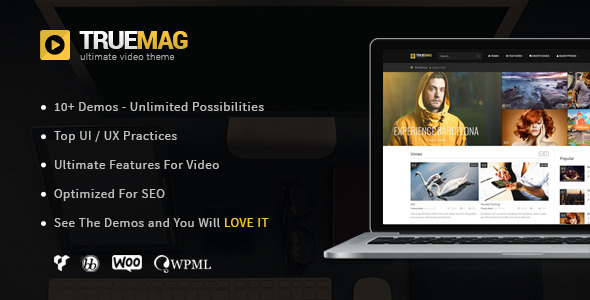 TRUEMAG
ultimate video theme
10+ Demos - Unlimited Possibilities
Top UI / UX Practices
Ultimate Features For Video
Optimized For SEO
See The Demos and You Will LOVE IT
WOO
WPML
TRUEMAG
EXPERIENCE BARCELONA
Vimeo
Popular